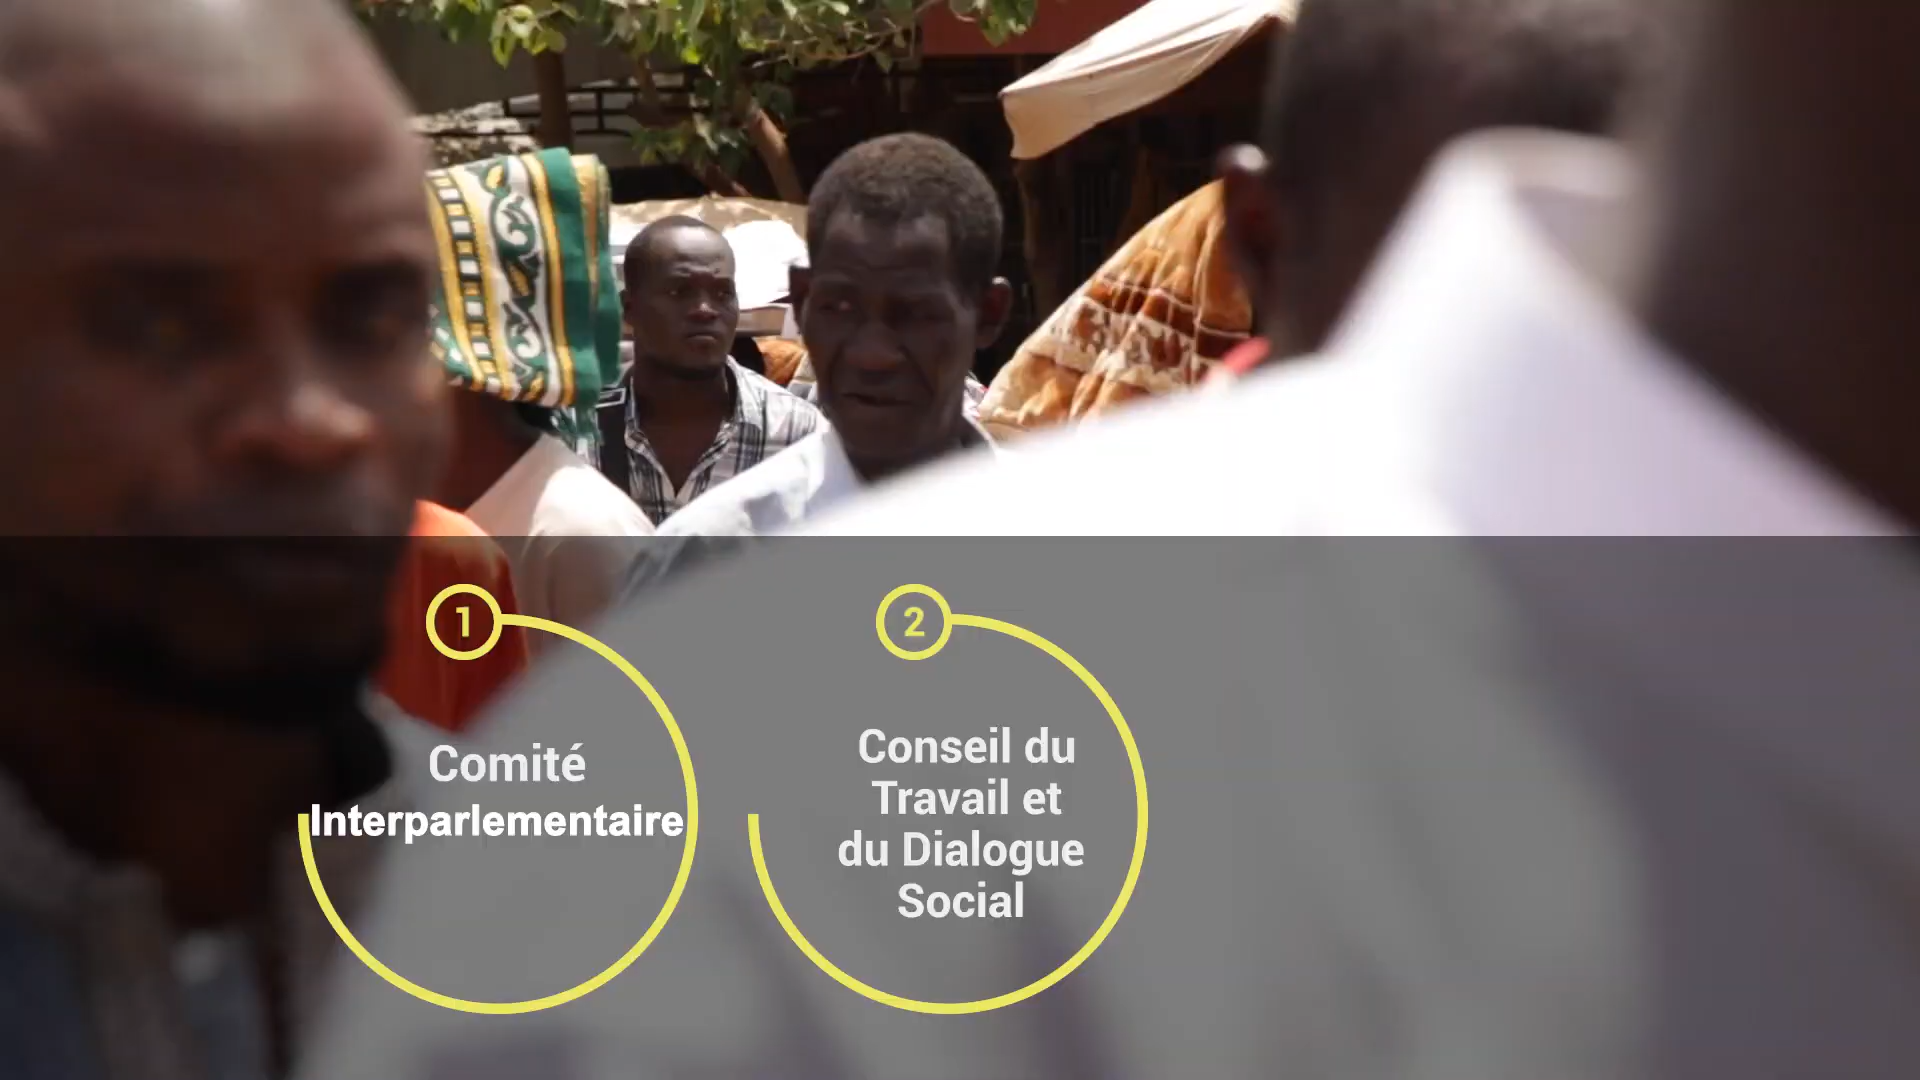 1
Comité
Interparlementaire
2
Conseil du
Travail et
du Dialogue
Social